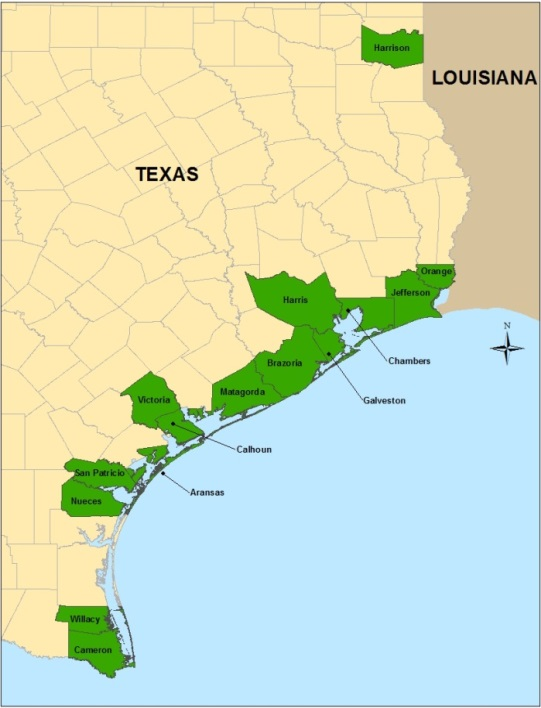 Harrison
LOUISIANA
TEXAS
Orange
Jefferson
Harris
Chambers
Brazoria
Galveston
Matagorda
Victoria
Calhoun
San Patricio
Aransas
Nueces
Willacy
Cameron
N